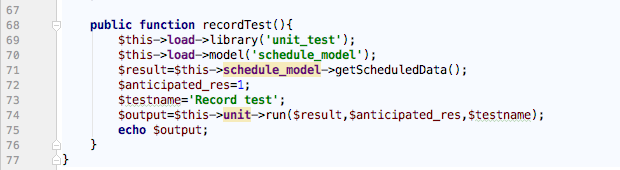 67
68 public function recordTest(){
69 $this->load->library('unit_test');
70 $this->load->model('schedule_model');
71 $result=$this->schedule_model->getScheduledData();
72 $anticipated_res=1;
73 $testname='Record test';
74 $output=$this->unit->run($result,$anticipated_res,$testname);
75 echo $output;
76 }
77 }